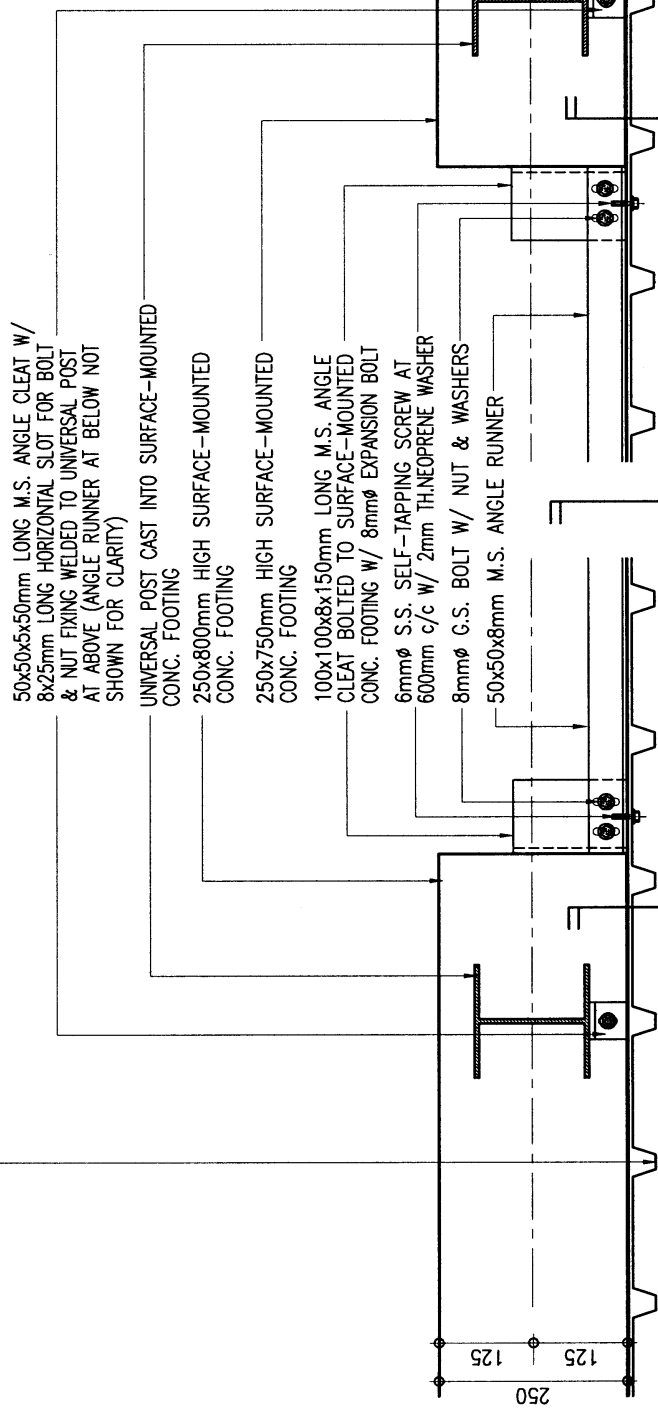 50x50x5x50mm LONG M.S. ANGLE CLEAT W/
8x25mm LONG HORIZONTAL SLOT FOR BOLT
& NUT FIXING WELDED TO UNIVERSAL POST
AT ABOVE (ANGLE RUNNER AT BELOW NOT
SHOWN FOR CLARITY)
UNIVERSAL POST CAST INTO SURFACE-MOUNTED
CONC. FOOTING
250x800mm HIGH SURFACE-MOUNTED
CONC. FOOTING
250x750mm HIGH SURFACE-MOUNTED
CONC. FOOTING
100x100x8x150mm LONG M.S. ANGLE
CLEAT BOLTED TO SURFACE-MOUNTED
CONC. FOOTING W/ 8mmø EXPANSION BOLT
6mmø S.S. SELF-TAPPING SCREW AT
600mm c/c W/ 2mm TH.NEOPRENE WASHER
8mmø G.S. BOLT W/ NUT & WASHERS
50x50x8mm M.S. ANGLE RUNNER
125
125
250